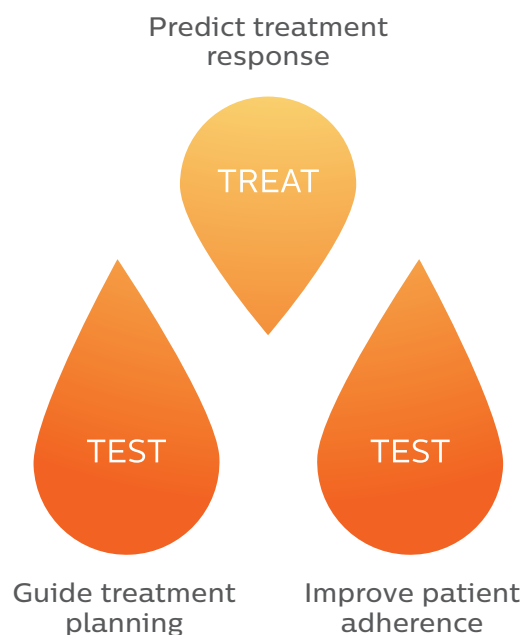 Predict treatment
response
TREAT
TEST
TEST
Guide treatment
planning
Improve patient
adherence